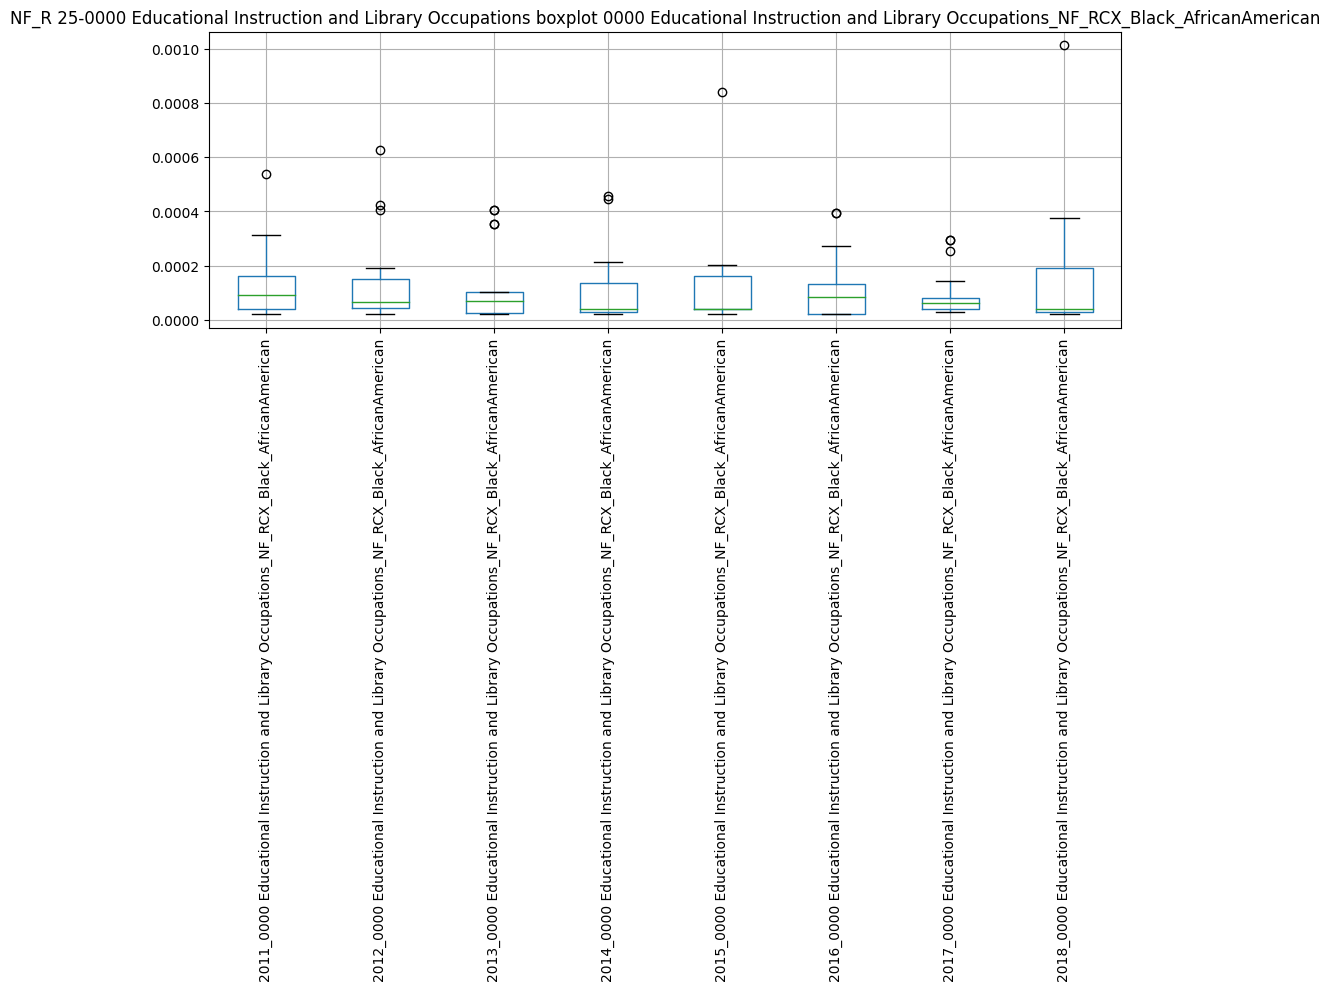 NF_R 25-0000 Educational Instruction and Library Occupations boxplot 0000 Educational Instruction and Library Occupations_NF_RCX_Black_AfricanAmerican
0.0010
0.0008
0.0006
0.0004
0.0002
0.0000
2011_0000 Educational Instruction and Library Occupations_NF_RCX_Black_AfricanAmerican
2012_0000 Educational Instruction and Library Occupations_NF_RCX_Black_AfricanAmerican
2013_0000 Educational Instruction and Library Occupations_NF_RCX_Black_AfricanAmerican
2014_0000 Educational Instruction and Library Occupations_NF_RCX_Black_AfricanAmerican
2015_0000 Educational Instruction and Library Occupations_NF_RCX_Black_AfricanAmerican
2016_0000 Educational Instruction and Library Occupations_NF_RCX_Black_AfricanAmerican
2017_0000 Educational Instruction and Library Occupations_NF_RCX_Black_AfricanAmerican
2018_0000 Educational Instruction and Library Occupations_NF_RCX_Black_AfricanAmerican